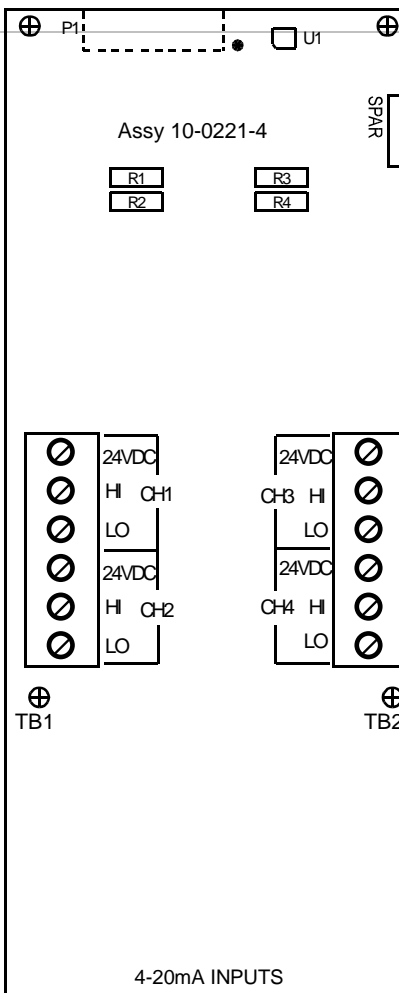 P1
U1
Assy 10-0221-4
SPAR
R1
R3
R2
R4
24VDC
24VDC
HI CH1
CH3 HI
LO
LO
24VDC
24VDC
HI CH2
CH4 HI
LO
LO
TB1
TB2
4-20mA INPUTS